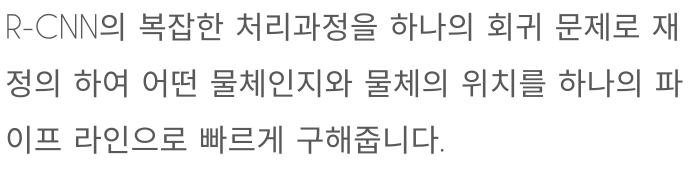 R-CNN의 복잡한 처리과정을 하나의 회귀 문제로 재
정의 하여 어떤 물체인지와 물체의 위치를 하나의 파
이프 라인으로 빠르게 구해줍니다.